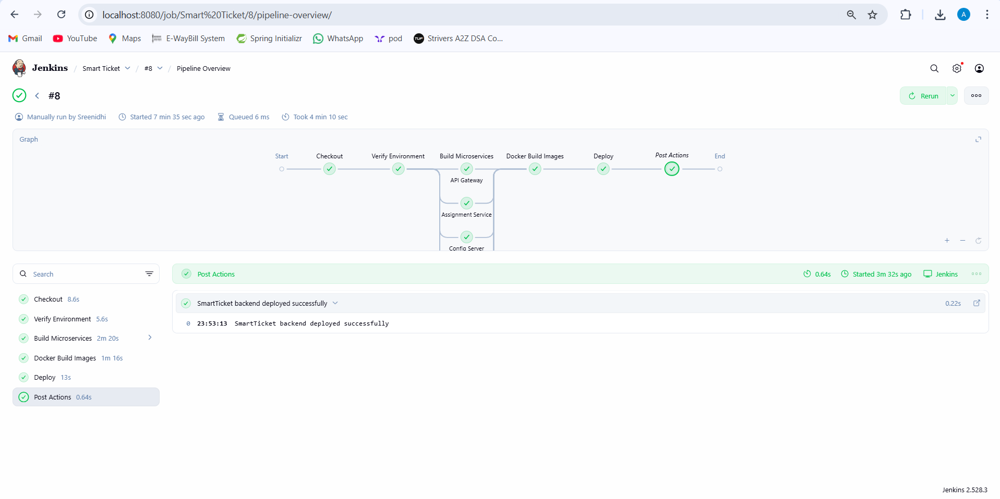 localhost:8080/job/Smart%20Ticket/8/pipeline-overview/
A
Gmail YouTube Maps E-WayBill System Spring Initializr WhatsApp pod TUF Strivers A2Z DSA Co...
Jenkins / Smart Ticket / #8 / Pipeline Overview
#8
Rerun
Manually run by Sreenidhi Started 7 min 35 sec ago Queued 6 ms Took 4 min 10 sec
Graph
Start Checkout Verify Environment Build Microservices Docker Build Images Deploy Post Actions End
API Gateway
Assignment Service
Config Server
Search
Post Actions 0.64s Started 3m 32s ago Jenkins
Checkout 8.6s
SmartTicket backend deployed successfully 0.22s
Verify Environment 5.6s
0 23:53:13 SmartTicket backend deployed successfully
Build Microservices 2m 20s
Docker Build Images 1m 16s
Deploy 13s
Post Actions 0.64s
Jenkins 2.528.3